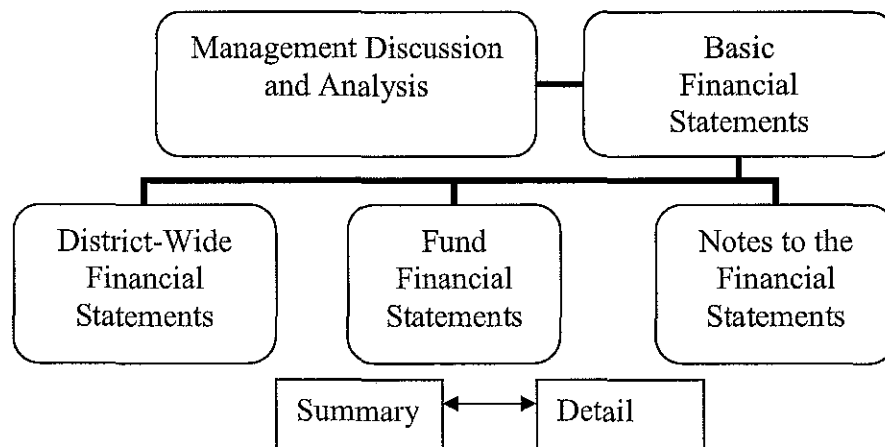 Management Discussion
and Analysis
Basic
Financial
Statements
District-Wide
Financial
Statements
Fund
Financial
Statements
Notes to the
Financial
Statements
Summary
Detail